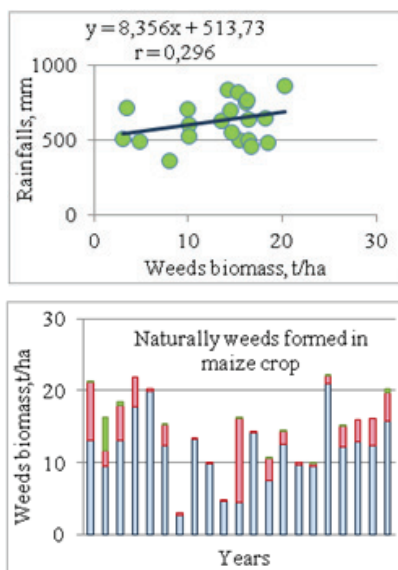 y = 8,356x + 513,73
r = 0,296
1000
500
0
Rainfalls, mm
0 10 20 30
Weeds biomass, t/ha
30
20
10
0
Weeds biomass,t/ha
Naturally weeds formed in
maize crop
Years